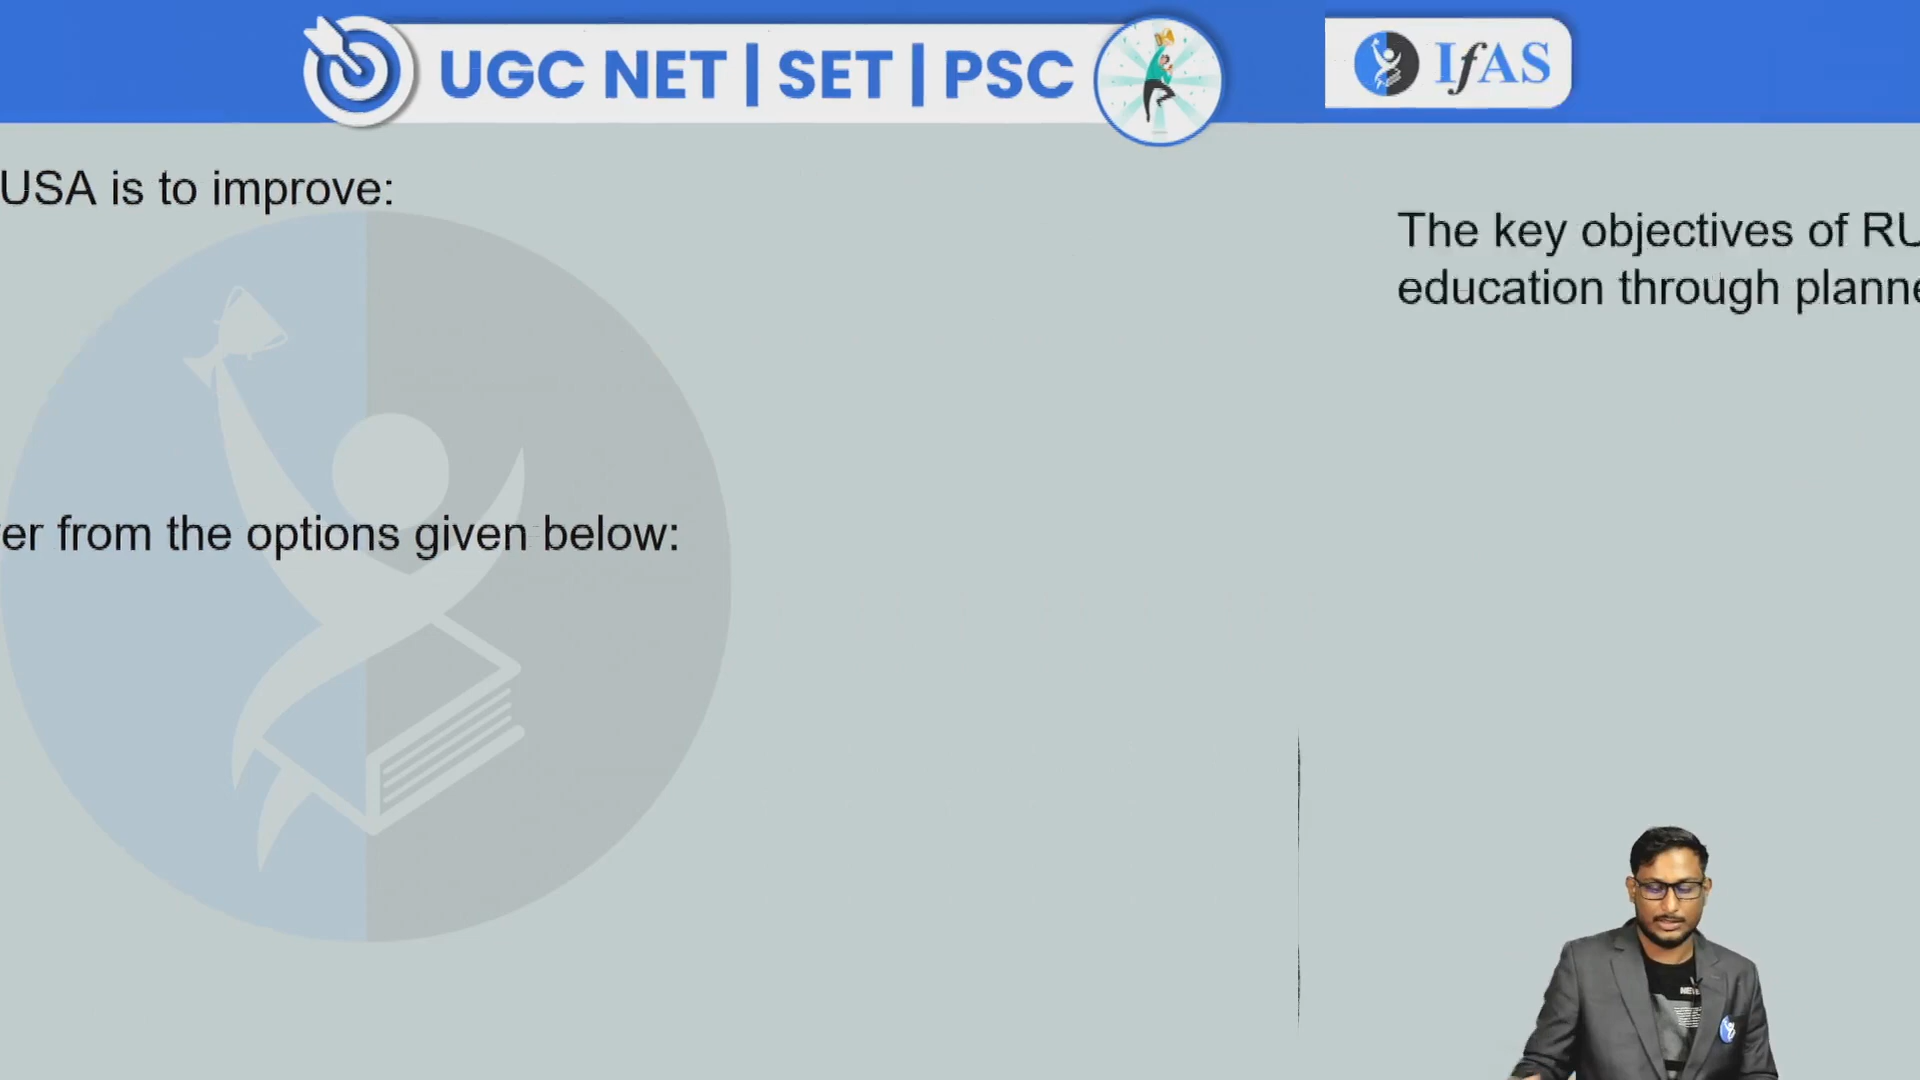 UGC NET | SET | PSC
IfAS
USA is to improve:
er from the options given below:
The key objectives of RU
education through planne